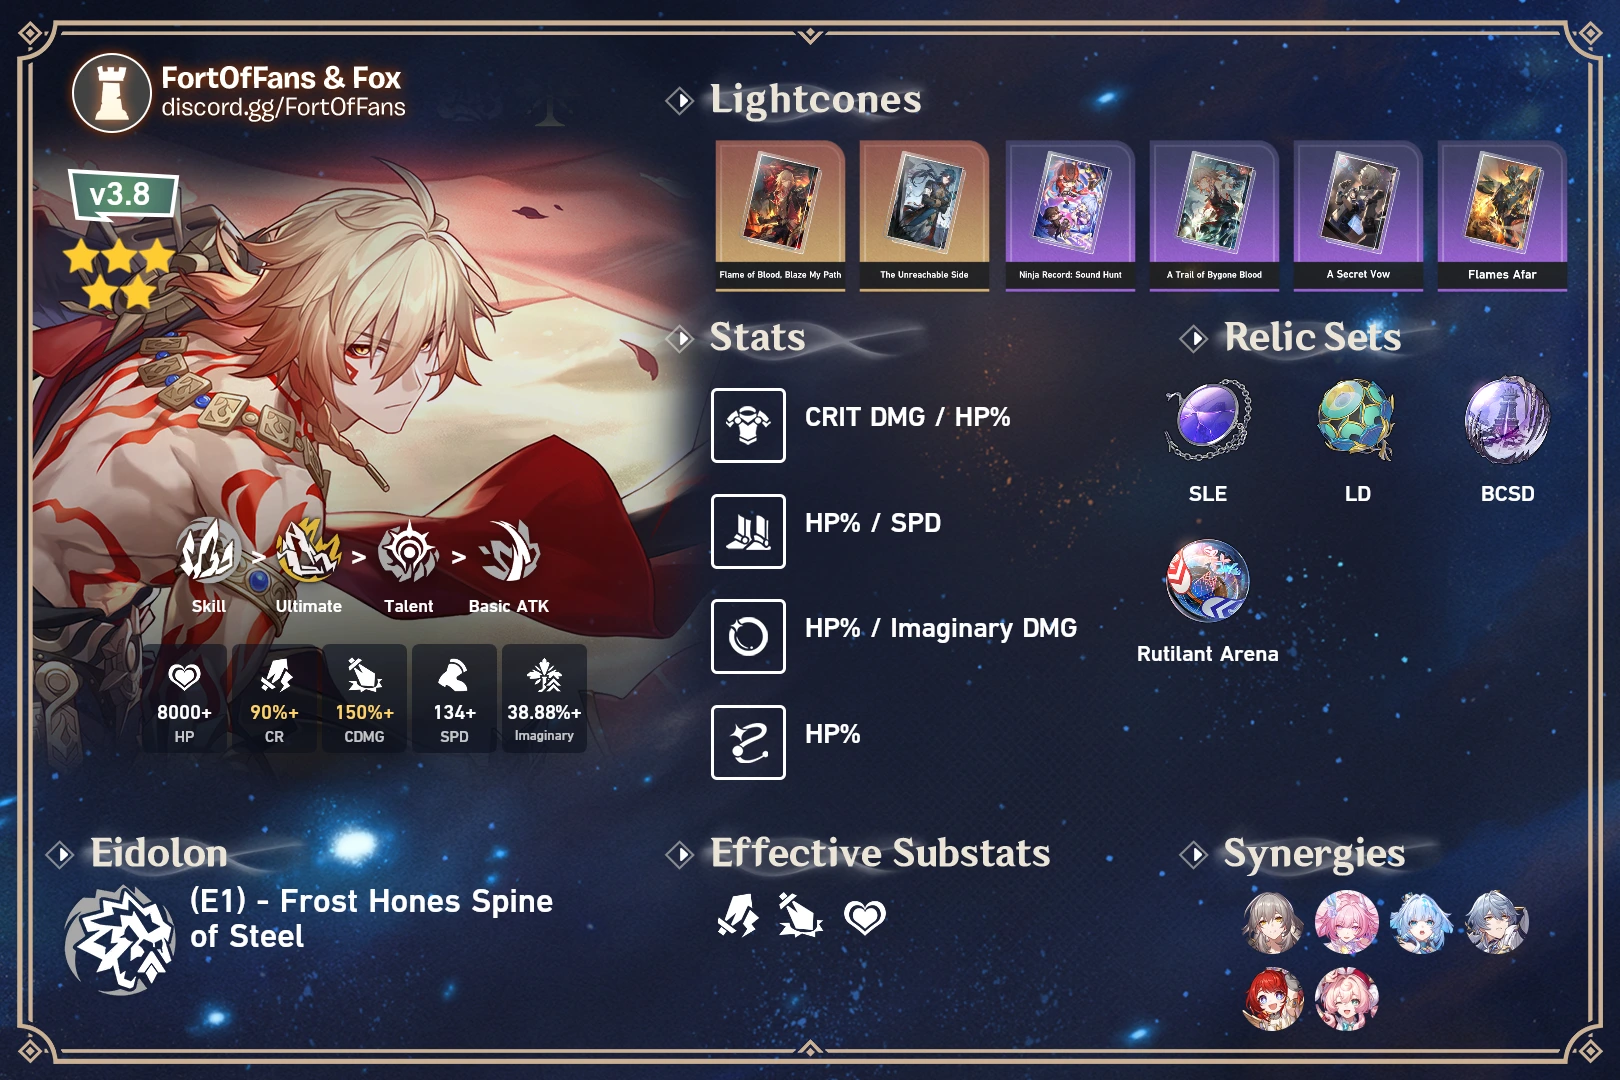 FortOfFans & Fox
discord.gg/FortOfFans
v3.8
Skill > Ultimate > Talent > Basic ATK
8000+ 90%+ 150%+ 134+ 38.88%+
HP CR CDMG SPD Imaginary
Lightcones
Flame of Blood, Blaze My Path
The Unreachable Side
Ninja Record: Sound Hunt
A Trail of Bygone Blood
A Secret Vow
Flames Afar
Stats
CRIT DMG / HP%
HP% / SPD
HP% / Imaginary DMG
HP%
Relic Sets
SLE
LD
BCSD
Rutilant Arena
Eidolon
(E1) - Frost Hones Spine
of Steel
Effective Substats
Synergies